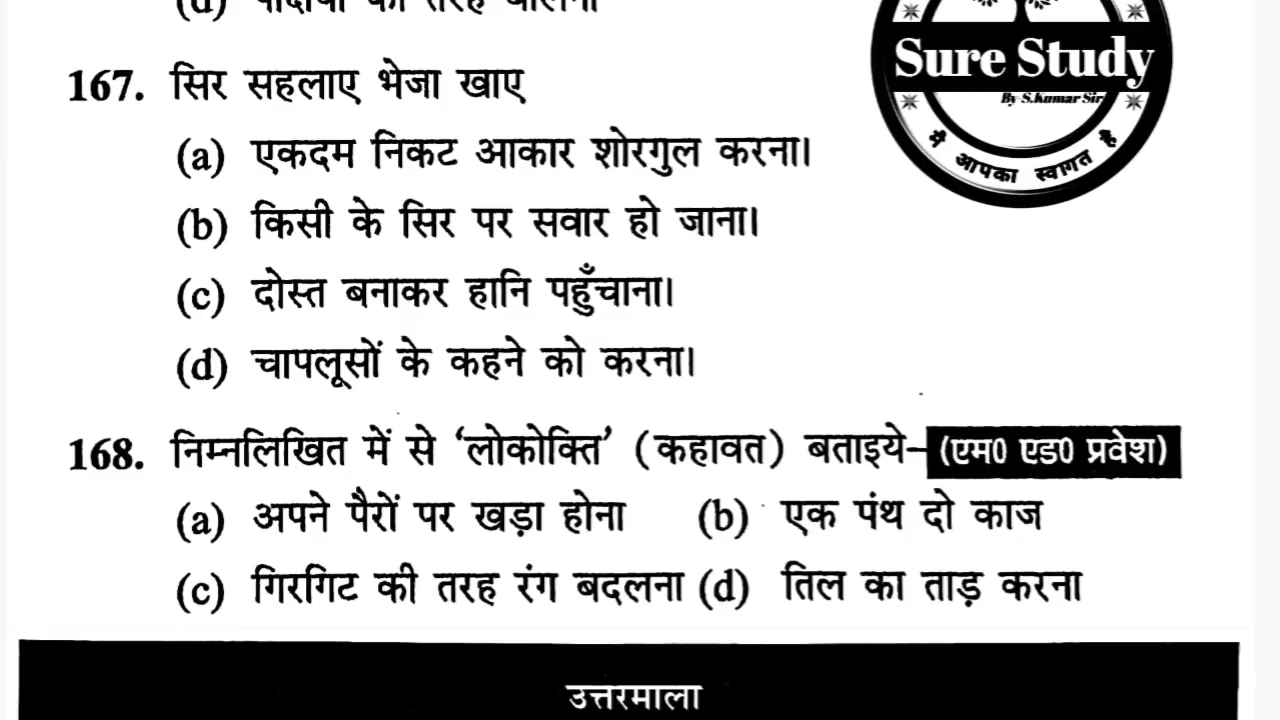 167. सिर सहलाए भेजा खाए
(a) एकदम निकट आकार शोरगुल करना।
(b) किसी के सिर पर सवार हो जाना।
(c) दोस्त बनाकर हानि पहुँचाना।
(d) चापलूसों के कहने को करना।
Sure Study
By S.Kumar Sir
में आपका स्वागत है
168. निम्नलिखित में से 'लोकोक्ति' (कहावत) बताइये– (एम0 एड0 प्रवेश)
(a) अपने पैरों पर खड़ा होना (b) एक पंथ दो काज
(c) गिरगिट की तरह रंग बदलना (d) तिल का ताड़ करना
उत्तरमाला